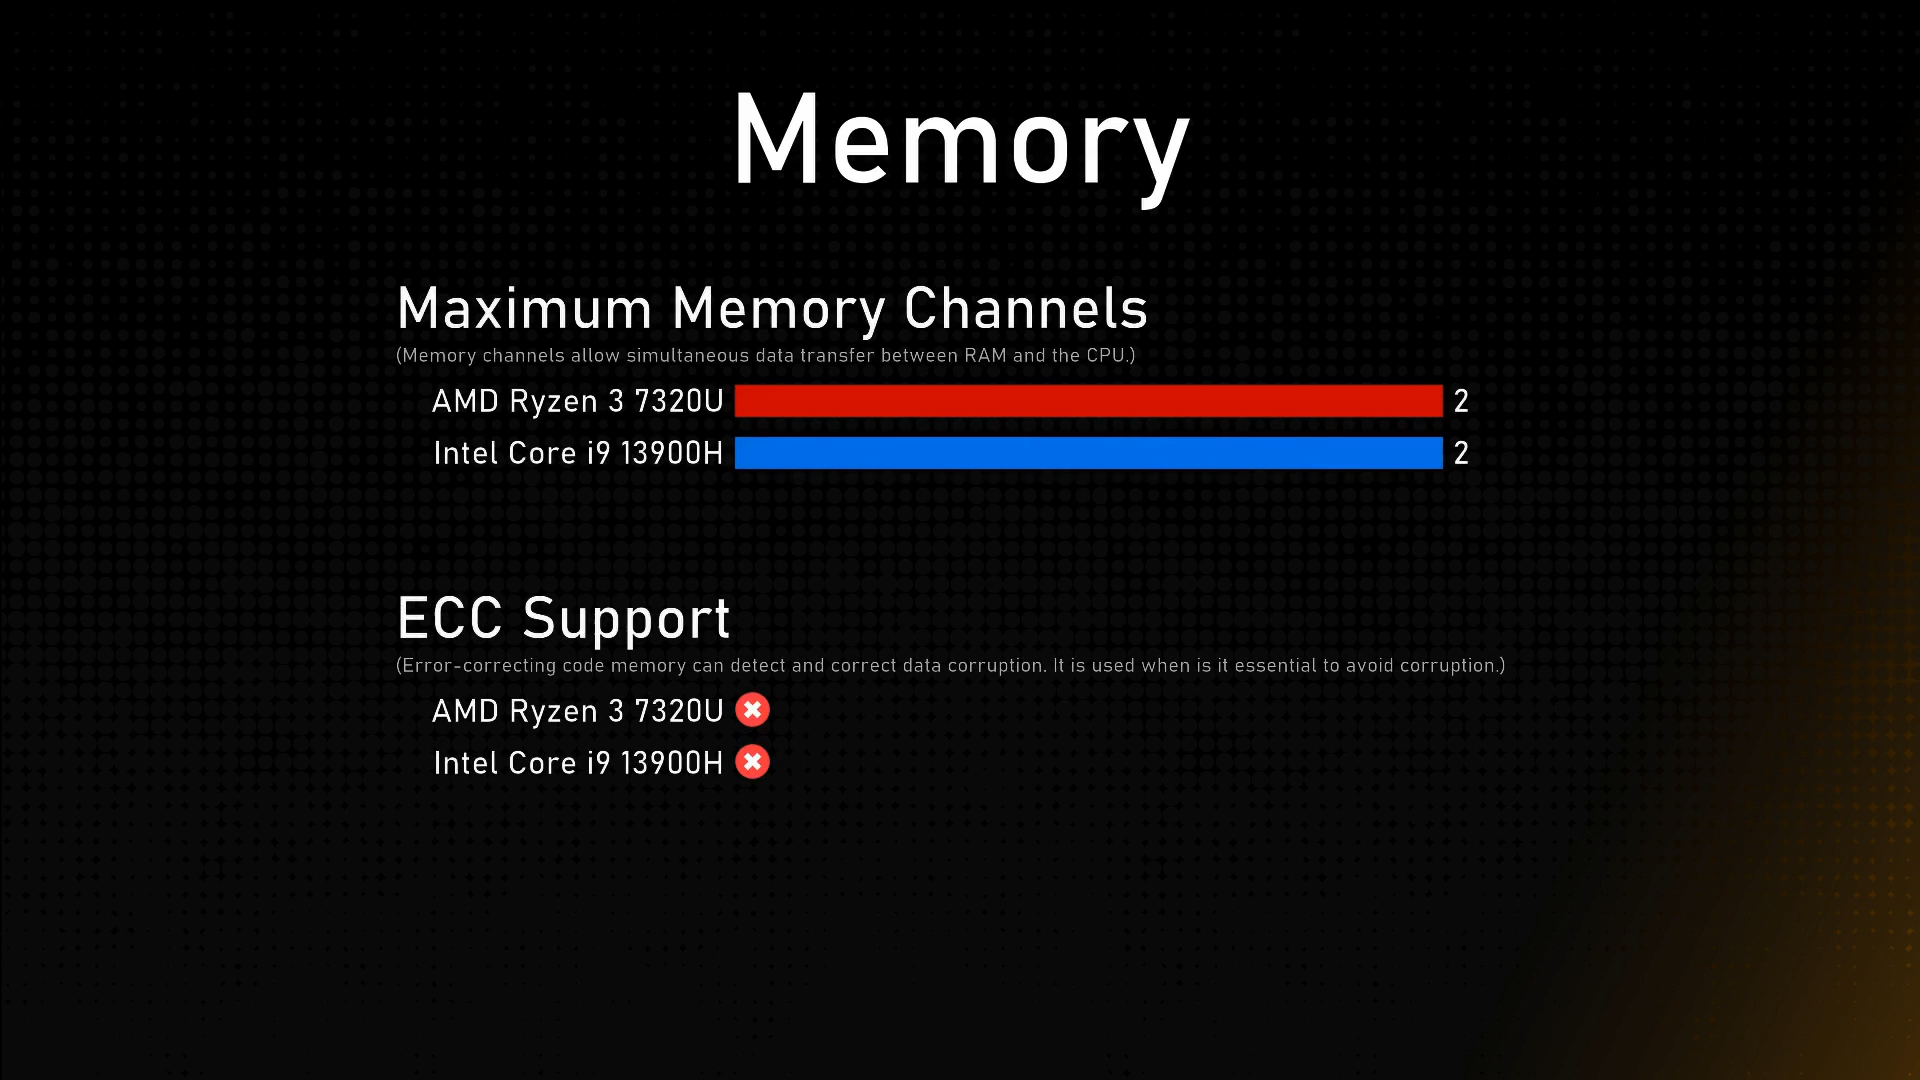 Memory
Maximum Memory Channels
(Memory channels allow simultaneous data transfer between RAM and the CPU.)
AMD Ryzen 3 7320U 2
Intel Core i9 13900H 2
ECC Support
(Error-correcting code memory can detect and correct data corruption. It is used when is it essential to avoid corruption.)
AMD Ryzen 3 7320U
Intel Core i9 13900H